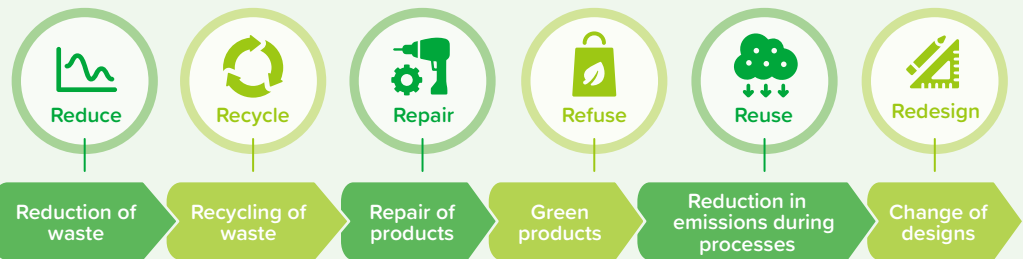 Reduce
Recycle
Repair
Refuse
Reuse
Redesign
Reduction of
waste
Recycling of
waste
Repair of
products
Green
products
Reduction in
emissions during
processes
Change of
designs